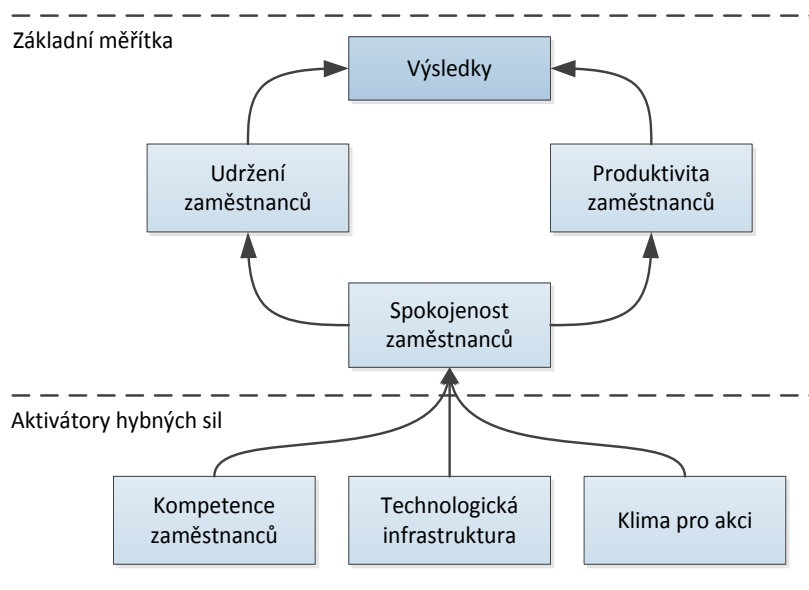 Základní měřítka
Výsledky
Udržení
zaměstnanců
Produktivita
zaměstnanců
Spokojenost
zaměstnanců
Aktivátory hybných sil
Kompetence
zaměstnanců
Technologická
infrastruktura
Klima pro akci